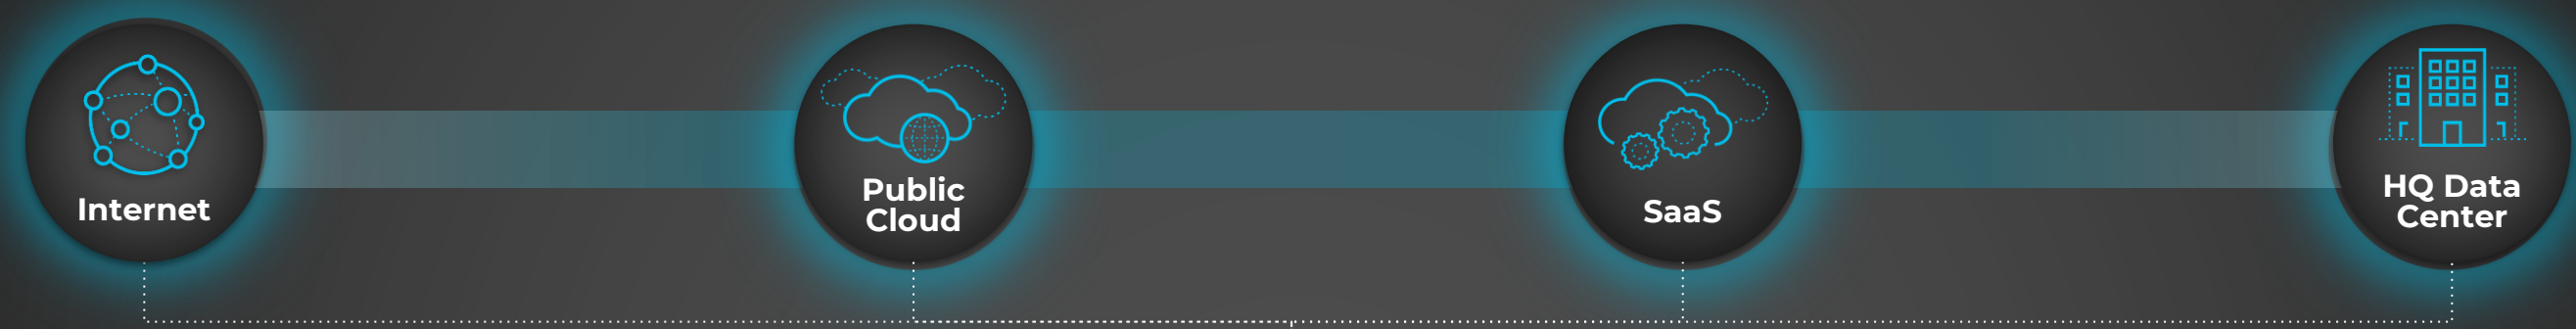 Internet
Public
Cloud
SaaS
HQ Data
Center